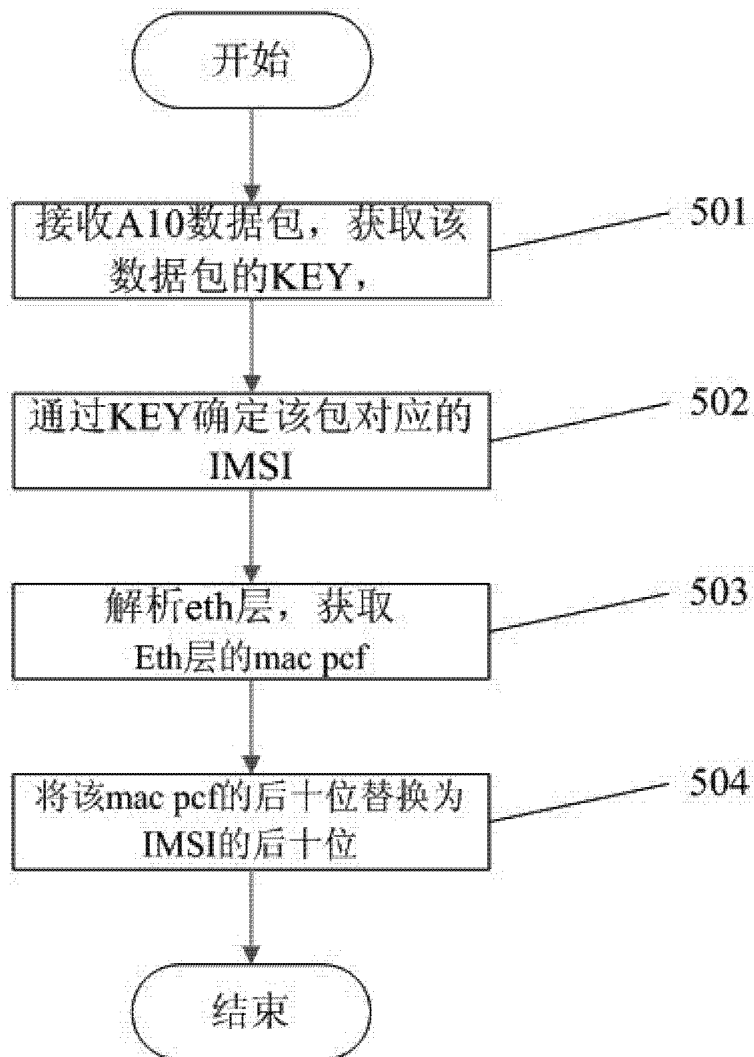 开始
接收A10数据包，获取该
数据包的KEY，
501
通过KEY确定该包对应的
IMSI
502
解析eth层，获取
Eth层的mac pcf
503
将该mac pcf的后十位替换为
IMSI的后十位
504
结束